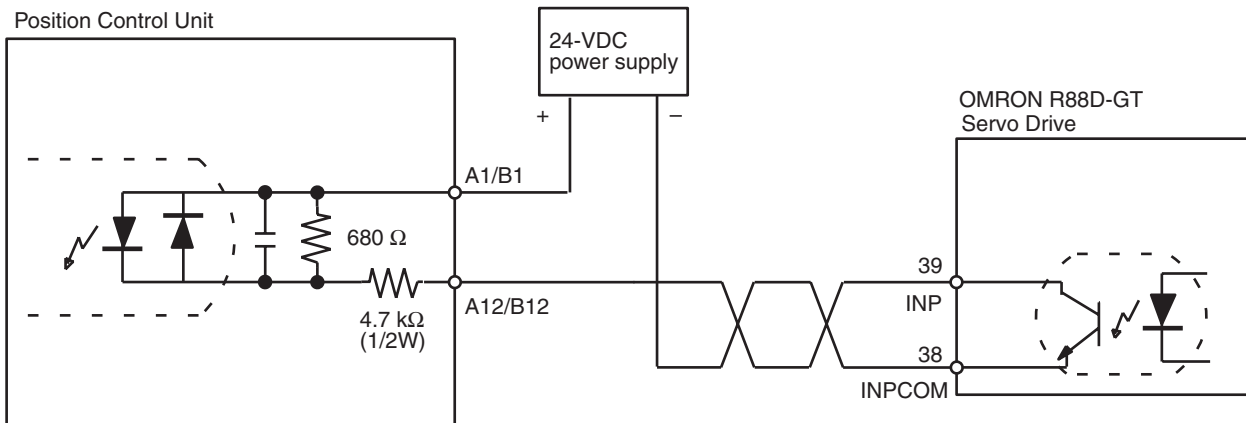 Position Control Unit
24-VDC
power supply
+
−
OMRON R88D-GT
Servo Drive
A1/B1
680 Ω
A12/B12
4.7 kΩ
(1/2W)
39
INP
38
INPCOM